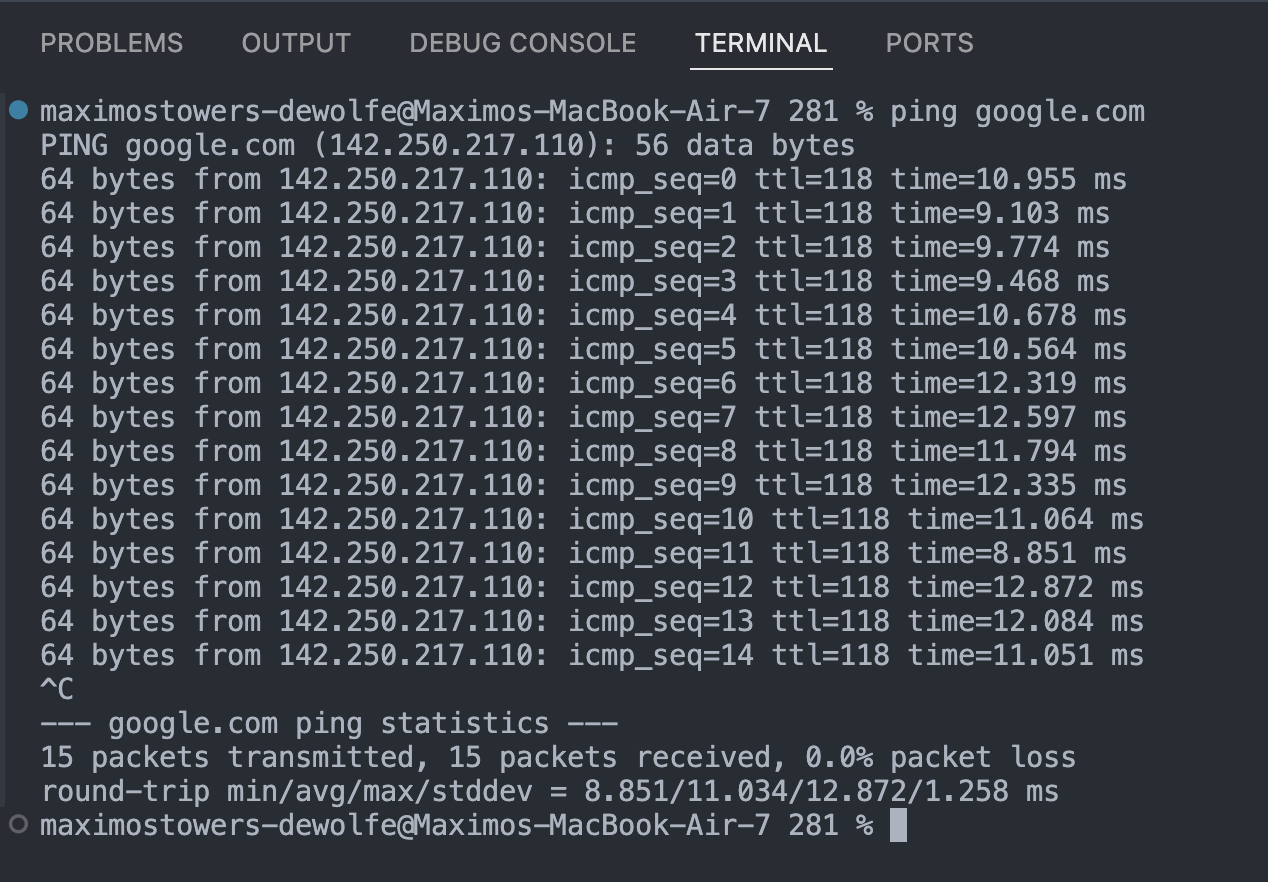 PROBLEMS OUTPUT DEBUG CONSOLE TERMINAL PORTS
maximostowers-dewolfe@Maximos-MacBook-Air-7 281 % ping google.com
PING google.com (142.250.217.110): 56 data bytes
64 bytes from 142.250.217.110: icmp_seq=0 ttl=118 time=10.955 ms
64 bytes from 142.250.217.110: icmp_seq=1 ttl=118 time=9.103 ms
64 bytes from 142.250.217.110: icmp_seq=2 ttl=118 time=9.774 ms
64 bytes from 142.250.217.110: icmp_seq=3 ttl=118 time=9.468 ms
64 bytes from 142.250.217.110: icmp_seq=4 ttl=118 time=10.678 ms
64 bytes from 142.250.217.110: icmp_seq=5 ttl=118 time=10.564 ms
64 bytes from 142.250.217.110: icmp_seq=6 ttl=118 time=12.319 ms
64 bytes from 142.250.217.110: icmp_seq=7 ttl=118 time=12.597 ms
64 bytes from 142.250.217.110: icmp_seq=8 ttl=118 time=11.794 ms
64 bytes from 142.250.217.110: icmp_seq=9 ttl=118 time=12.335 ms
64 bytes from 142.250.217.110: icmp_seq=10 ttl=118 time=11.064 ms
64 bytes from 142.250.217.110: icmp_seq=11 ttl=118 time=8.851 ms
64 bytes from 142.250.217.110: icmp_seq=12 ttl=118 time=12.872 ms
64 bytes from 142.250.217.110: icmp_seq=13 ttl=118 time=12.084 ms
64 bytes from 142.250.217.110: icmp_seq=14 ttl=118 time=11.051 ms
^C
--- google.com ping statistics ---
15 packets transmitted, 15 packets received, 0.0% packet loss
round-trip min/avg/max/stddev = 8.851/11.034/12.872/1.258 ms
maximostowers-dewolfe@Maximos-MacBook-Air-7 281 %